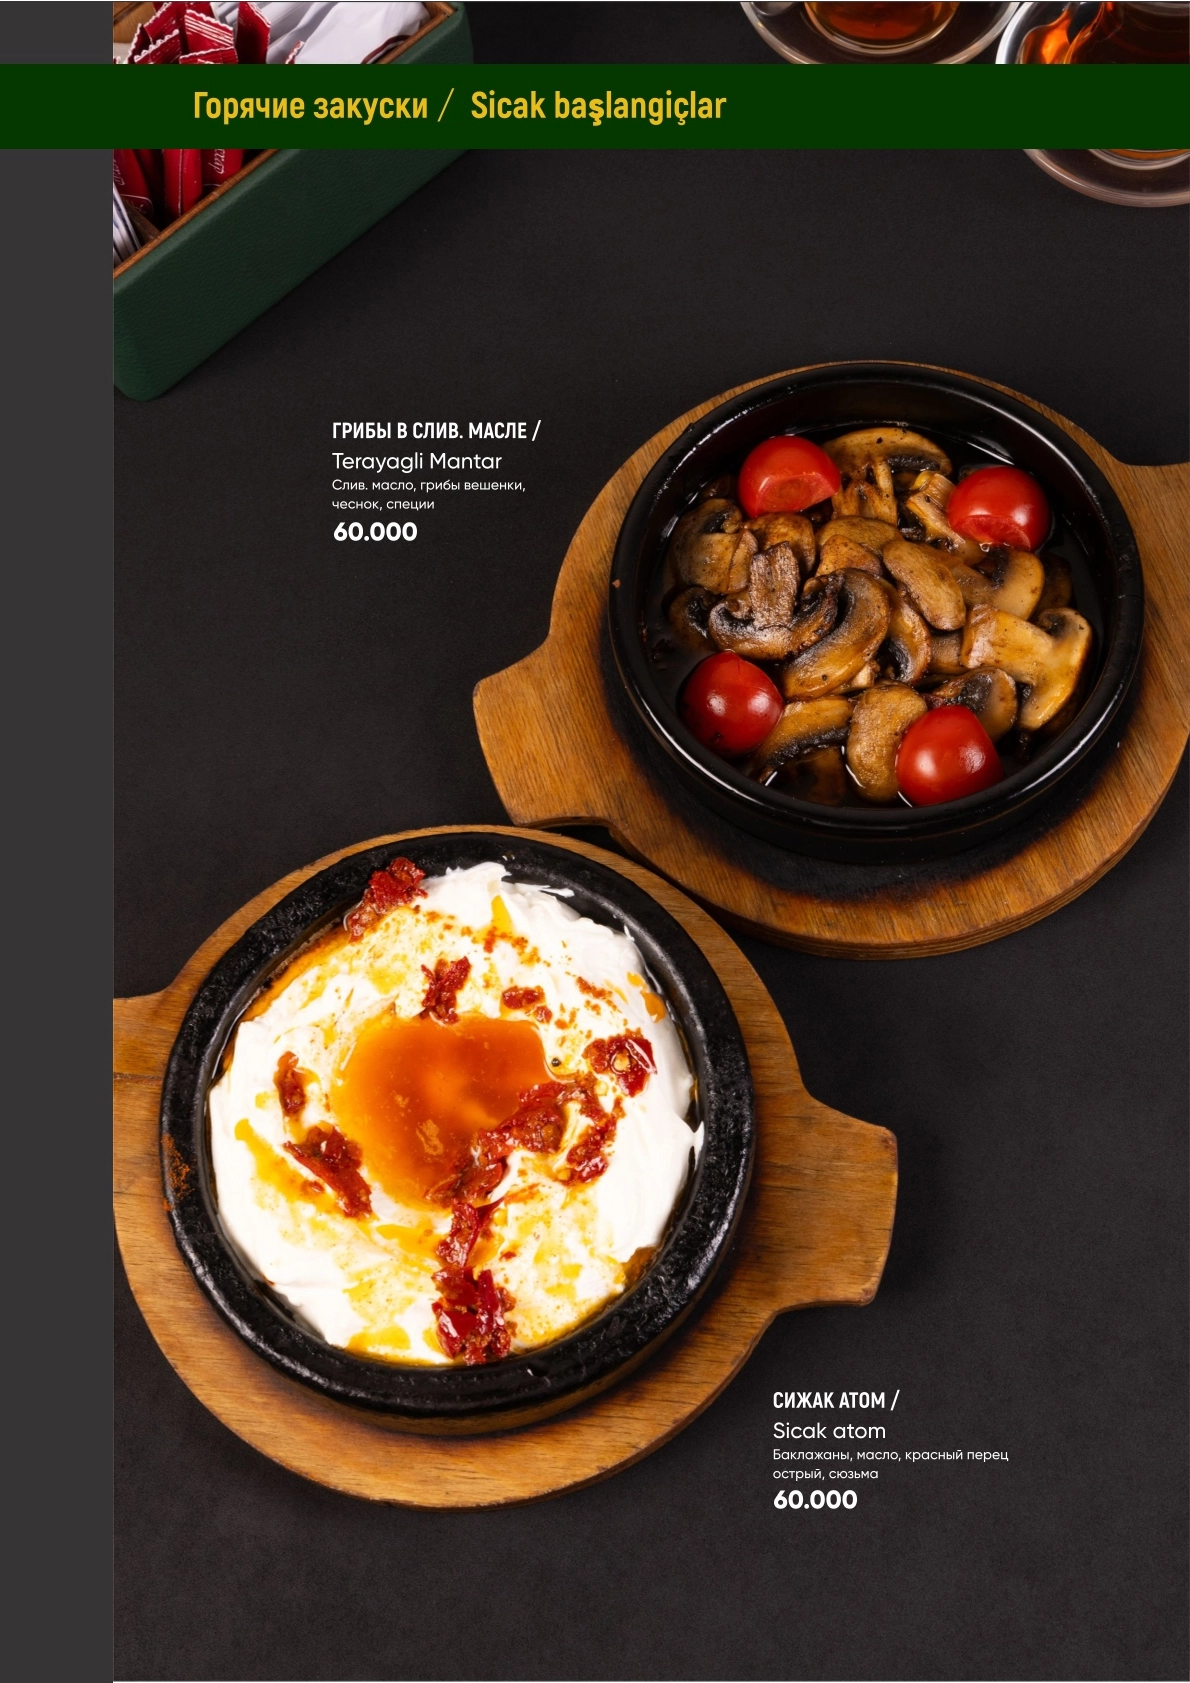 Горячие закуски / Sicak başlangiçlar
ГРИБЫ В СЛИВ. МАСЛЕ /
Terayagli Mantar
Слив. масло, грибы вешенки,
чеснок, специи
60.000
СИЖАК АТОМ /
Sicak atom
Баклажаны, масло, красный перец
острый, сюзьма
60.000